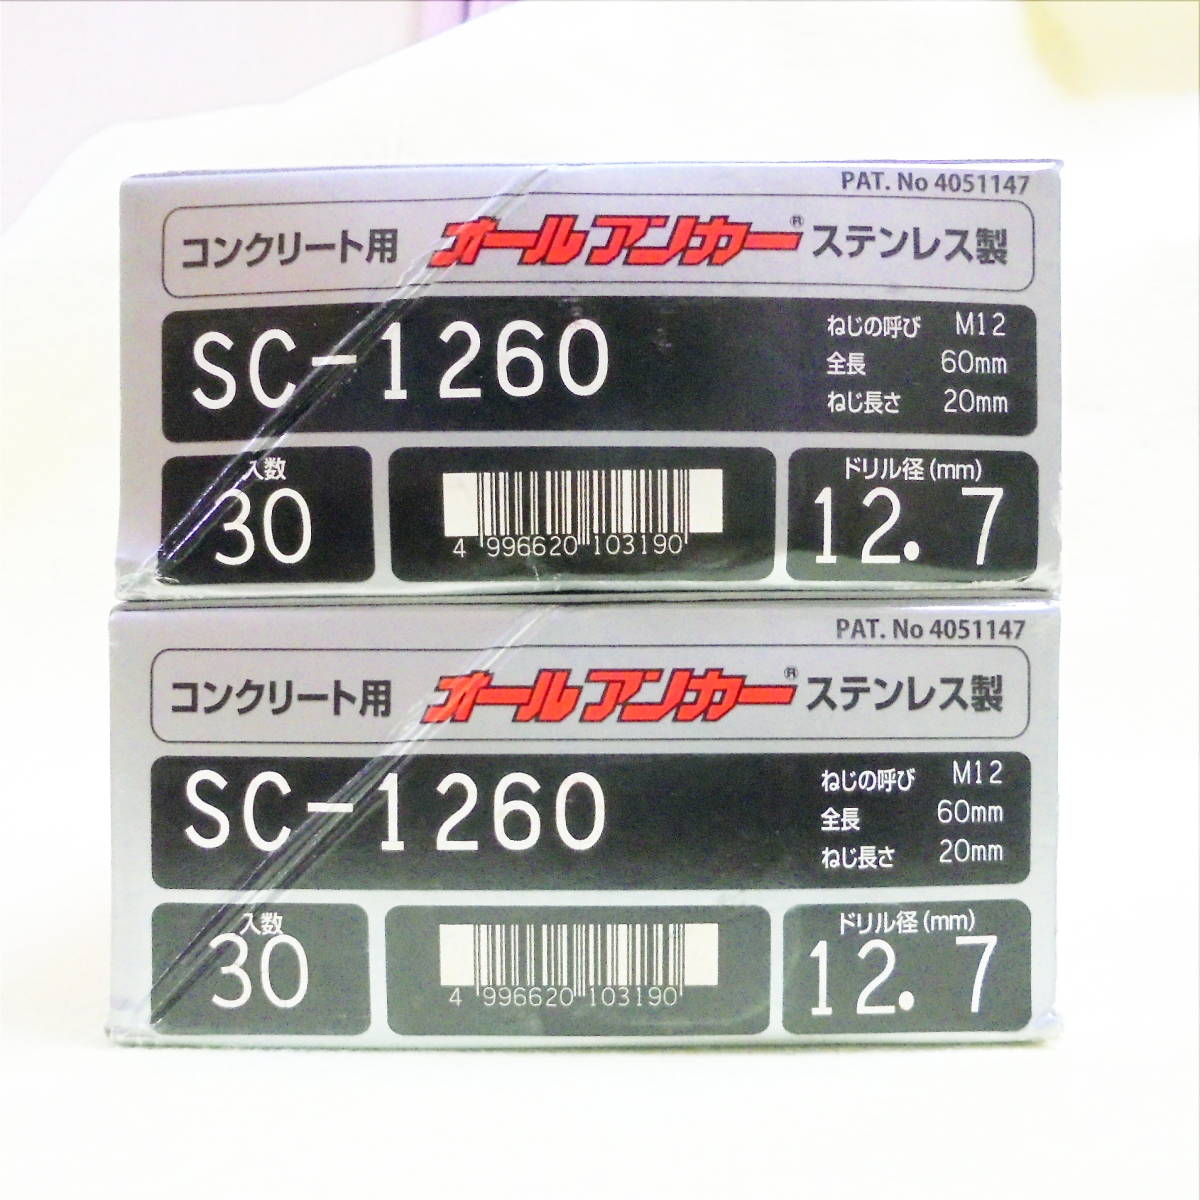 PAT. No 4051147
コンクリート用 オールアンカー® ステンレス製
SC-1260
ねじの呼び M12
全長 60mm
ねじ長さ 20mm
入数
30
4 996620 103190
ドリル径(mm)
12.7
PAT. No 4051147
コンクリート用 オールアンカー® ステンレス製
SC-1260
ねじの呼び M12
全長 60mm
ねじ長さ 20mm
入数
30
4 996620 103190
ドリル径(mm)
12.7